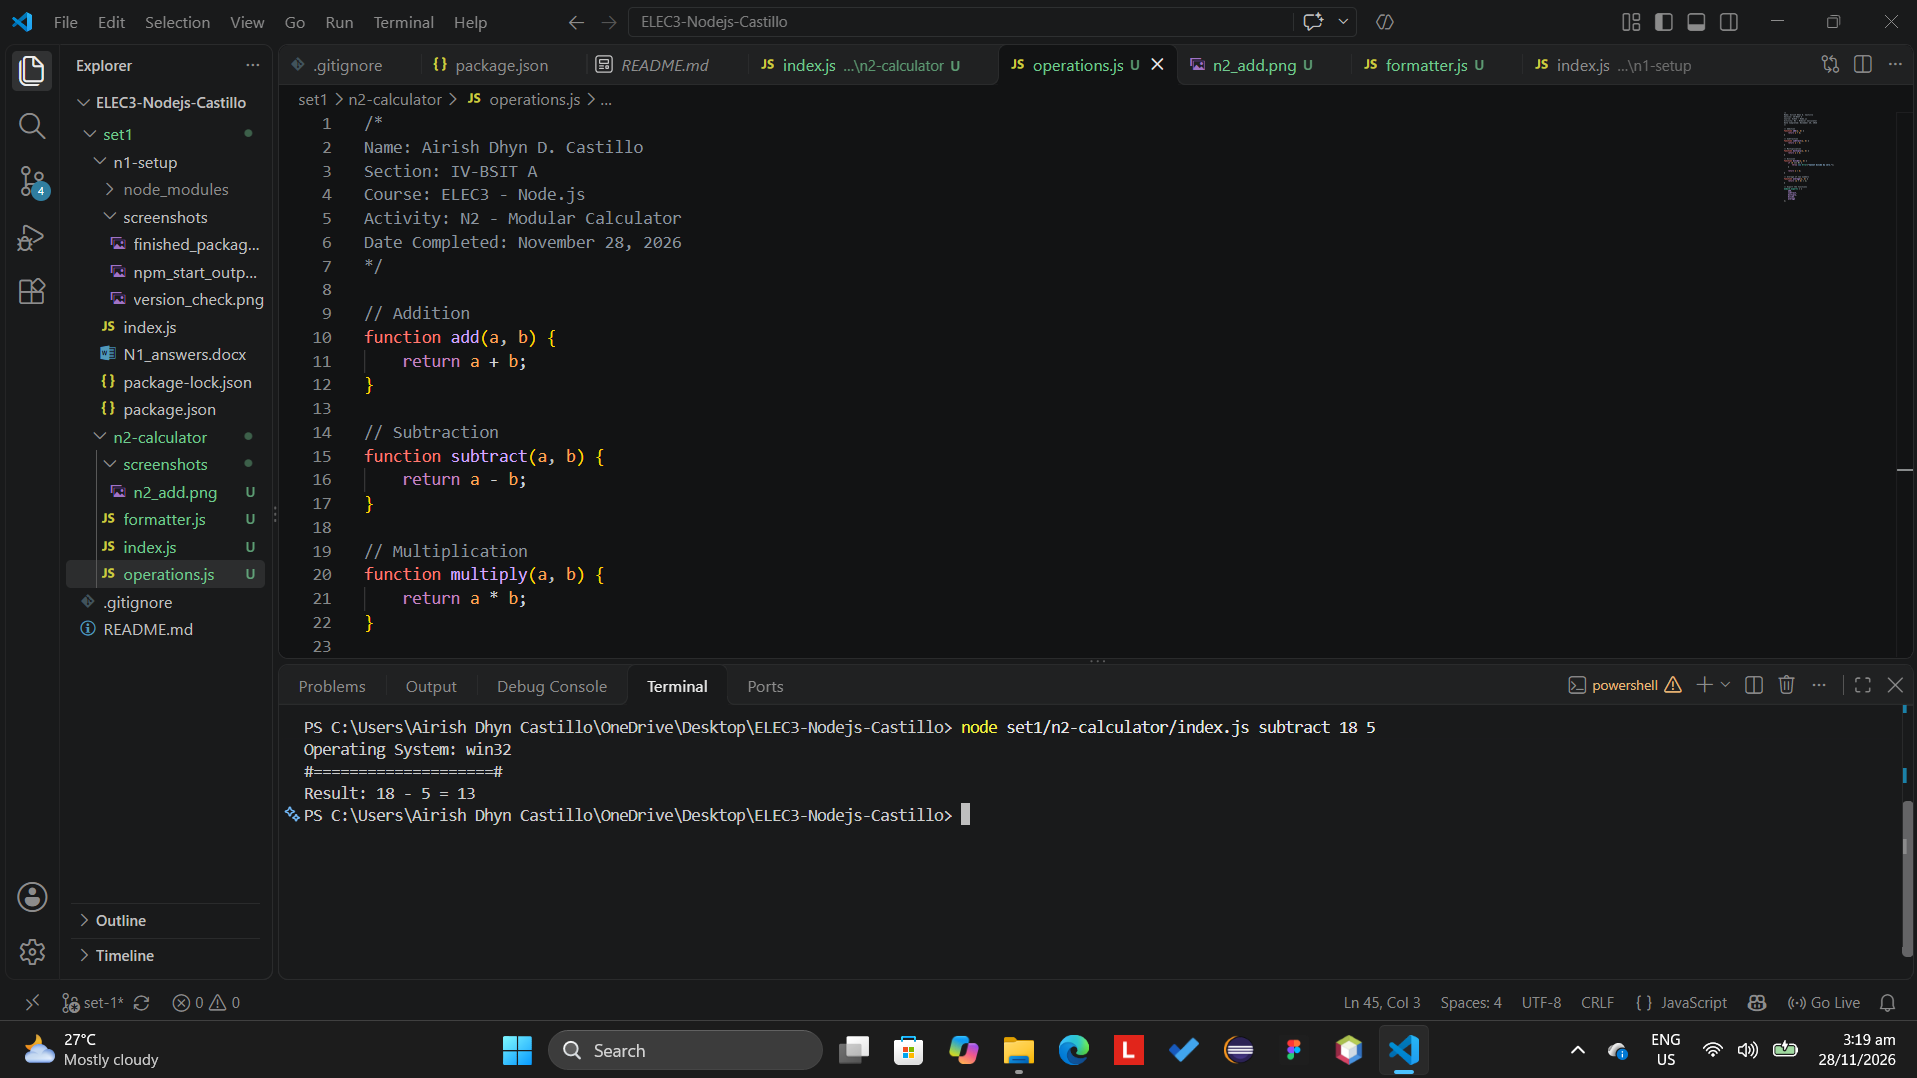 File Edit Selection View Go Run Terminal Help
ELEC3-Nodejs-Castillo
Explorer
ELEC3-Nodejs-Castillo
set1
n1-setup
node_modules
screenshots
finished_packag...
npm_start_outp...
version_check.png
JS index.js
N1_answers.docx
{} package-lock.json
{} package.json
n2-calculator
screenshots
n2_add.png U
JS formatter.js U
JS index.js U
JS operations.js U
.gitignore
README.md
Outline
Timeline
4
.gitignore
{} package.json
README.md
JS index.js ...\n2-calculator U
JS operations.js U
n2_add.png U
JS formatter.js U
JS index.js ...\n1-setup
set1 > n2-calculator > JS operations.js > ...
1 /*
2 Name: Airish Dhyn D. Castillo
3 Section: IV-BSIT A
4 Course: ELEC3 - Node.js
5 Activity: N2 - Modular Calculator
6 Date Completed: November 28, 2026
7 */
8
9 // Addition
10 function add(a, b) {
11 return a + b;
12 }
13
14 // Subtraction
15 function subtract(a, b) {
16 return a - b;
17 }
18
19 // Multiplication
20 function multiply(a, b) {
21 return a * b;
22 }
23
Problems Output Debug Console Terminal Ports
powershell
PS C:\Users\Airish Dhyn Castillo\OneDrive\Desktop\ELEC3-Nodejs-Castillo> node set1/n2-calculator/index.js subtract 18 5
Operating System: win32
#====================#
Result: 18 - 5 = 13
PS C:\Users\Airish Dhyn Castillo\OneDrive\Desktop\ELEC3-Nodejs-Castillo>
set-1* 0 0
Ln 45, Col 3 Spaces: 4 UTF-8 CRLF {} JavaScript Go Live
27°C
Mostly cloudy
Search
L
ENG
US
3:19 am
28/11/2026